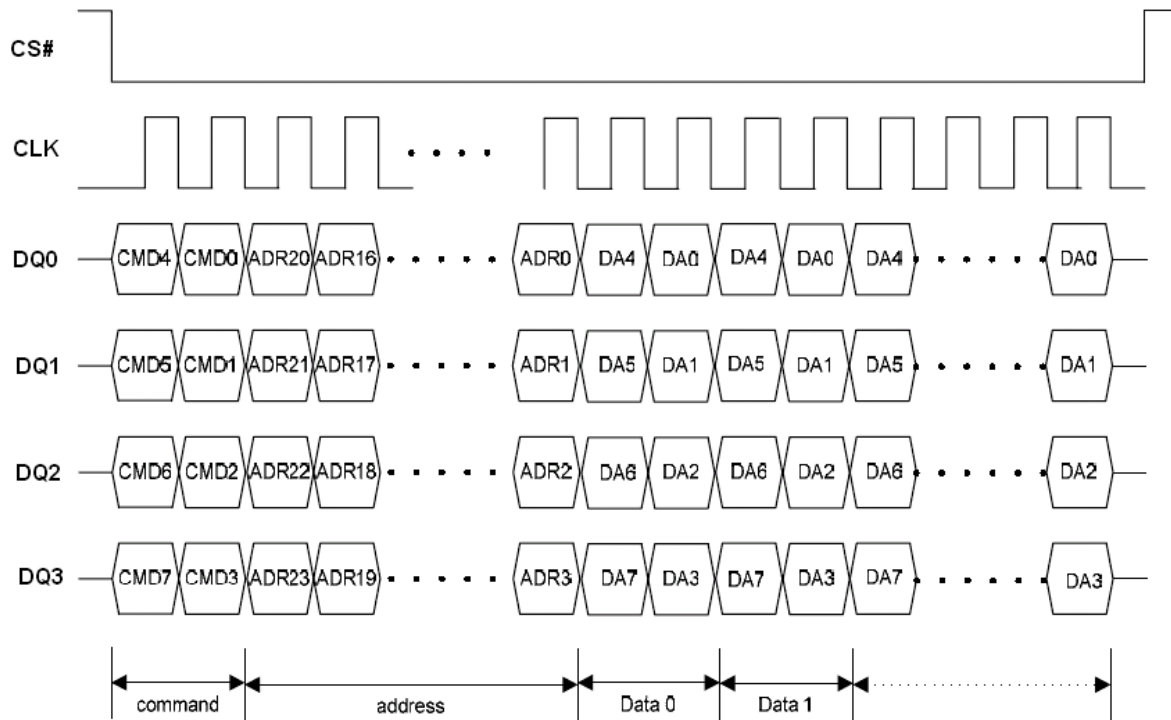 CS#
CLK
DQ0 CMD4 CMD0 ADR20 ADR16 ADR0 DA4 DA0 DA4 DA0 DA4 DA0
DQ1 CMD5 CMD1 ADR21 ADR17 ADR1 DA5 DA1 DA5 DA1 DA5 DA1
DQ2 CMD6 CMD2 ADR22 ADR18 ADR2 DA6 DA2 DA6 DA2 DA6 DA2
DQ3 CMD7 CMD3 ADR23 ADR19 ADR3 DA7 DA3 DA7 DA3 DA7 DA3
command address Data 0 Data 1